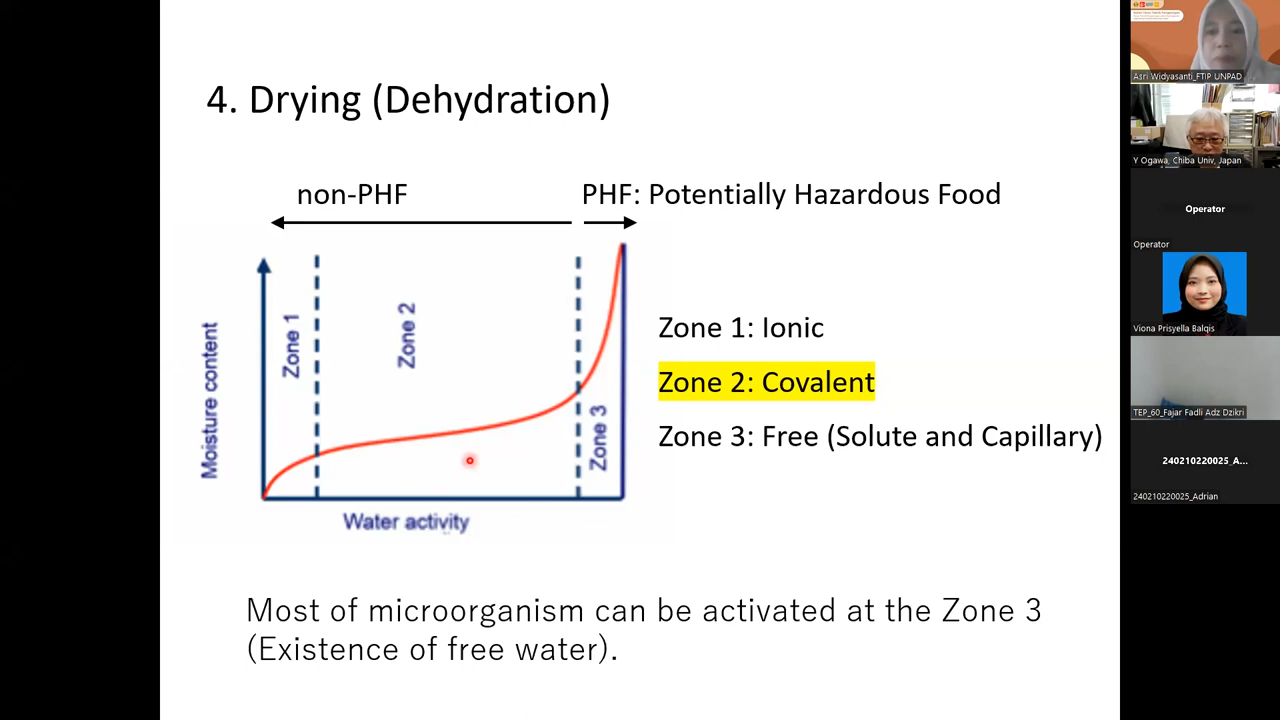 4. Drying (Dehydration)
non-PHF
PHF: Potentially Hazardous Food
Moisture content
Zone 1
Zone 2
Zone 3
Water activity
Zone 1: Ionic
Zone 2: Covalent
Zone 3: Free (Solute and Capillary)
Most of microorganism can be activated at the Zone 3
(Existence of free water).
Asri Widyasanti_FTIP UNPAD
Y Ogawa, Chiba Univ, Japan
Operator
Operator
Viona Prisyella Balqis
TEP_60_Fajar Fadli Adz Dzikri
240210220025_A...
240210220025_Adrian